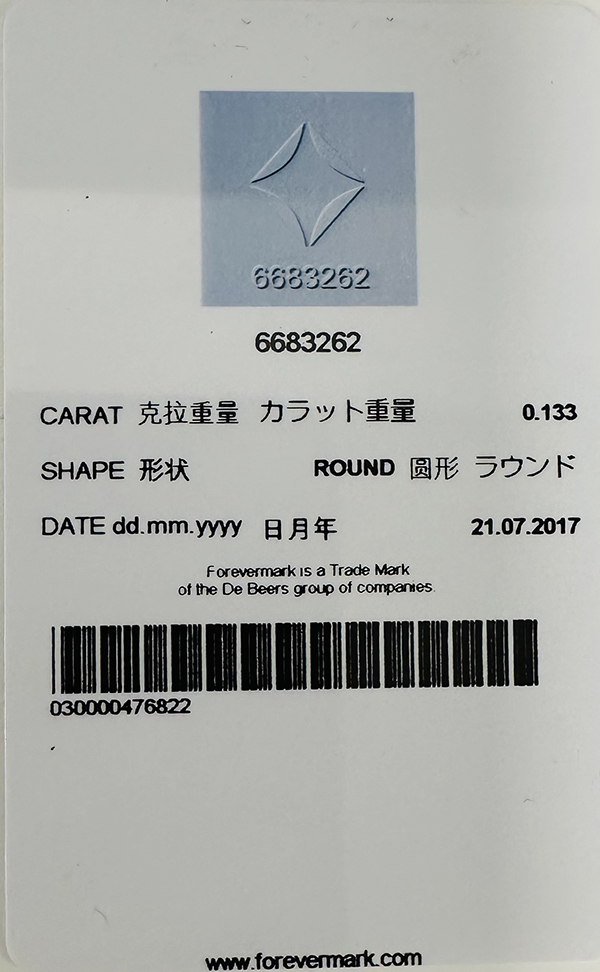 6683262
6683262
CARAT 克拉重量 カラット重量 0.133
SHAPE 形状 ROUND 圆形 ラウンド
DATE dd.mm.yyyy 日月年 21.07.2017
Forevermark is a Trade Mark
of the De Beers group of companies.
030000476822
www.forevermark.com